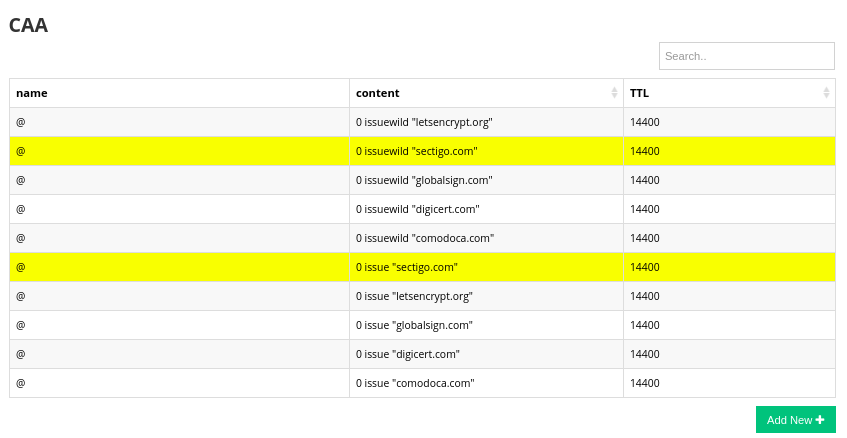 CAA
Search..
name content TTL
@ 0 issuewild "letsencrypt.org" 14400
@ 0 issuewild "sectigo.com" 14400
@ 0 issuewild "globalsign.com" 14400
@ 0 issuewild "digicert.com" 14400
@ 0 issuewild "comodoca.com" 14400
@ 0 issue "sectigo.com" 14400
@ 0 issue "letsencrypt.org" 14400
@ 0 issue "globalsign.com" 14400
@ 0 issue "digicert.com" 14400
@ 0 issue "comodoca.com" 14400
Add New +